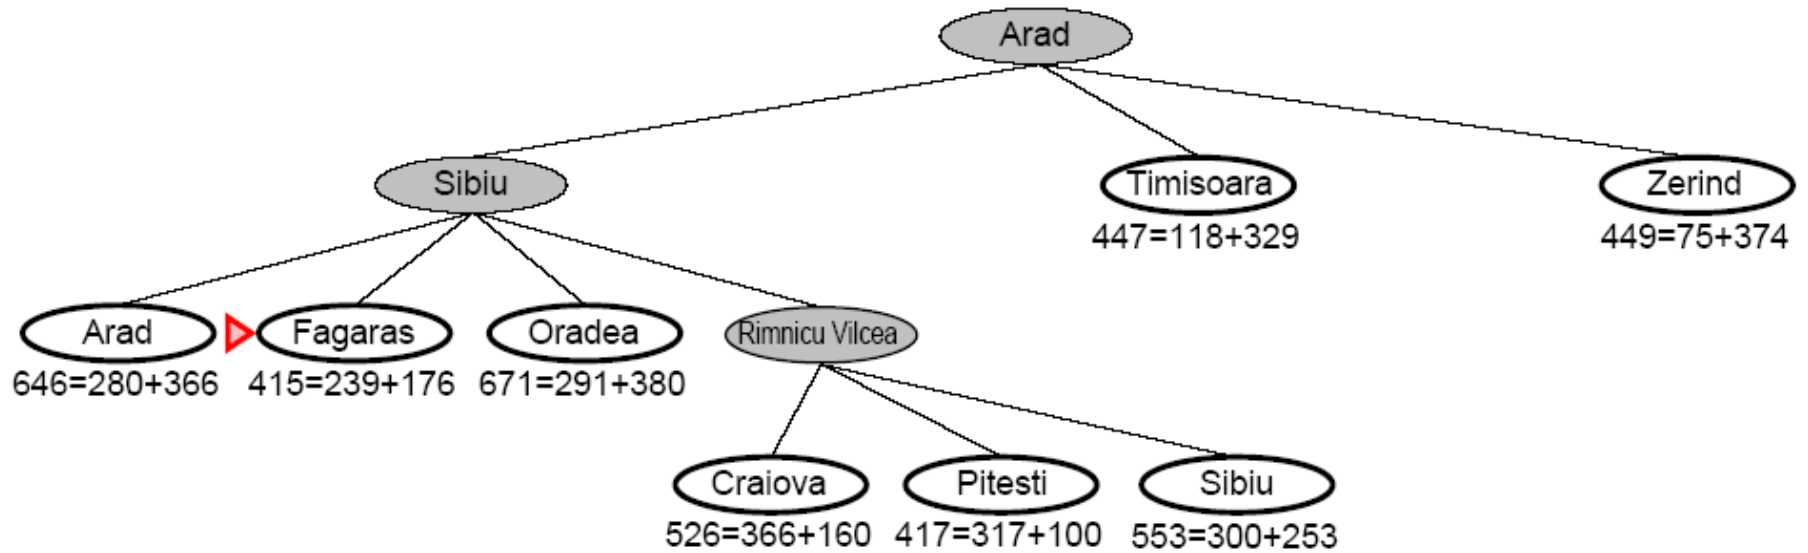 Arad
Sibiu Timisoara Zerind
447=118+329 449=75+374
Arad Fagaras Oradea Rimnicu Vilcea
646=280+366 415=239+176 671=291+380
Craiova Pitesti Sibiu
526=366+160 417=317+100 553=300+253